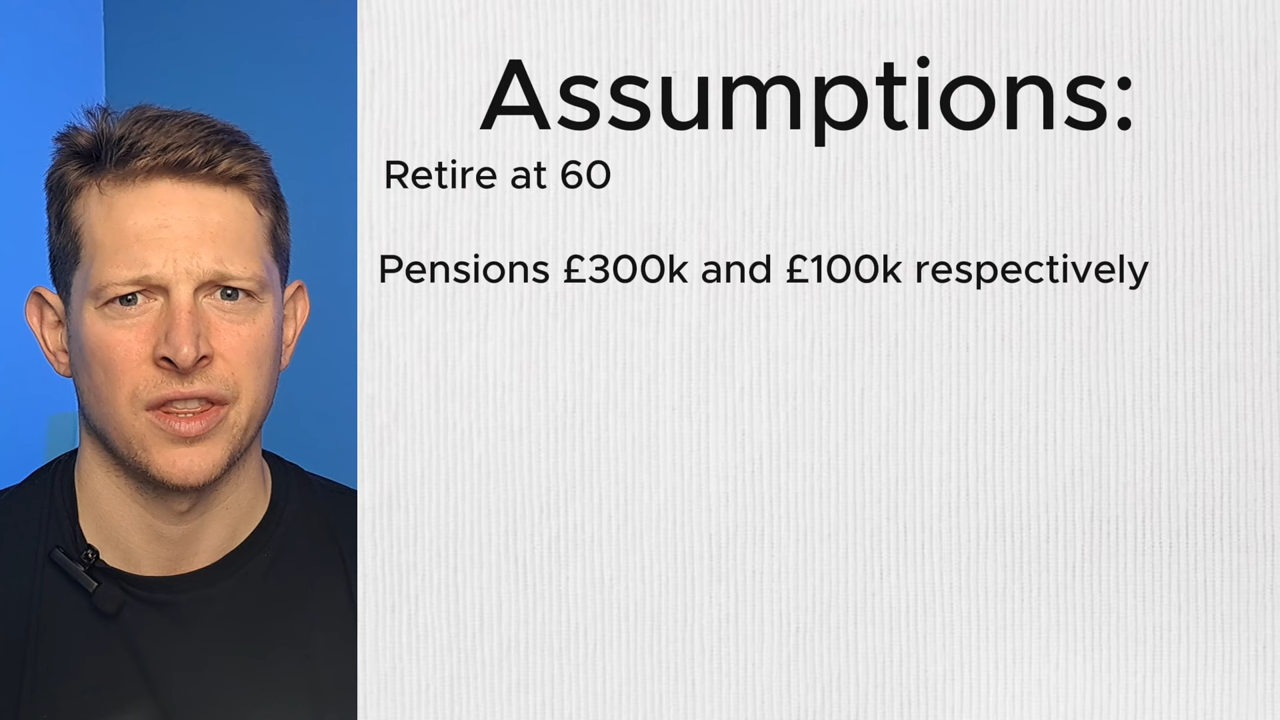 Assumptions:
Retire at 60
Pensions £300k and £100k respectively